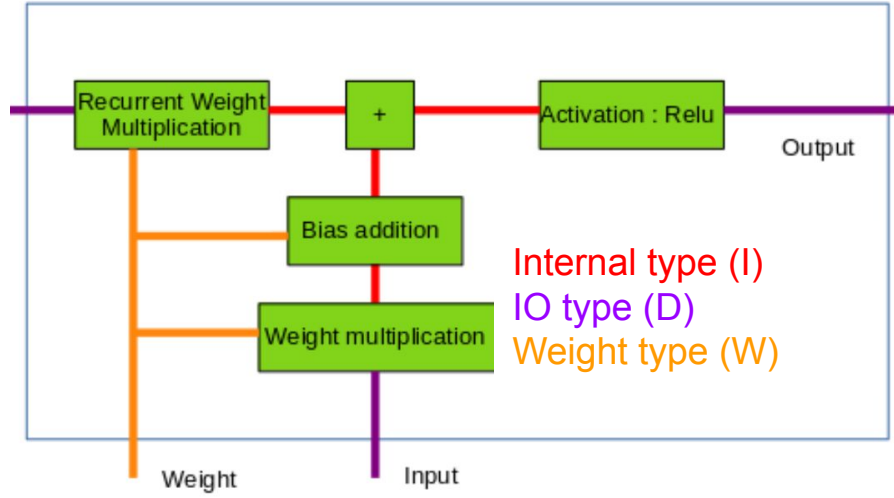 Recurrent Weight
Multiplication
+
Activation : Relu
Output
Bias addition
Internal type (I)
IO type (D)
Weight multiplication
Weight type (W)
Weight
Input